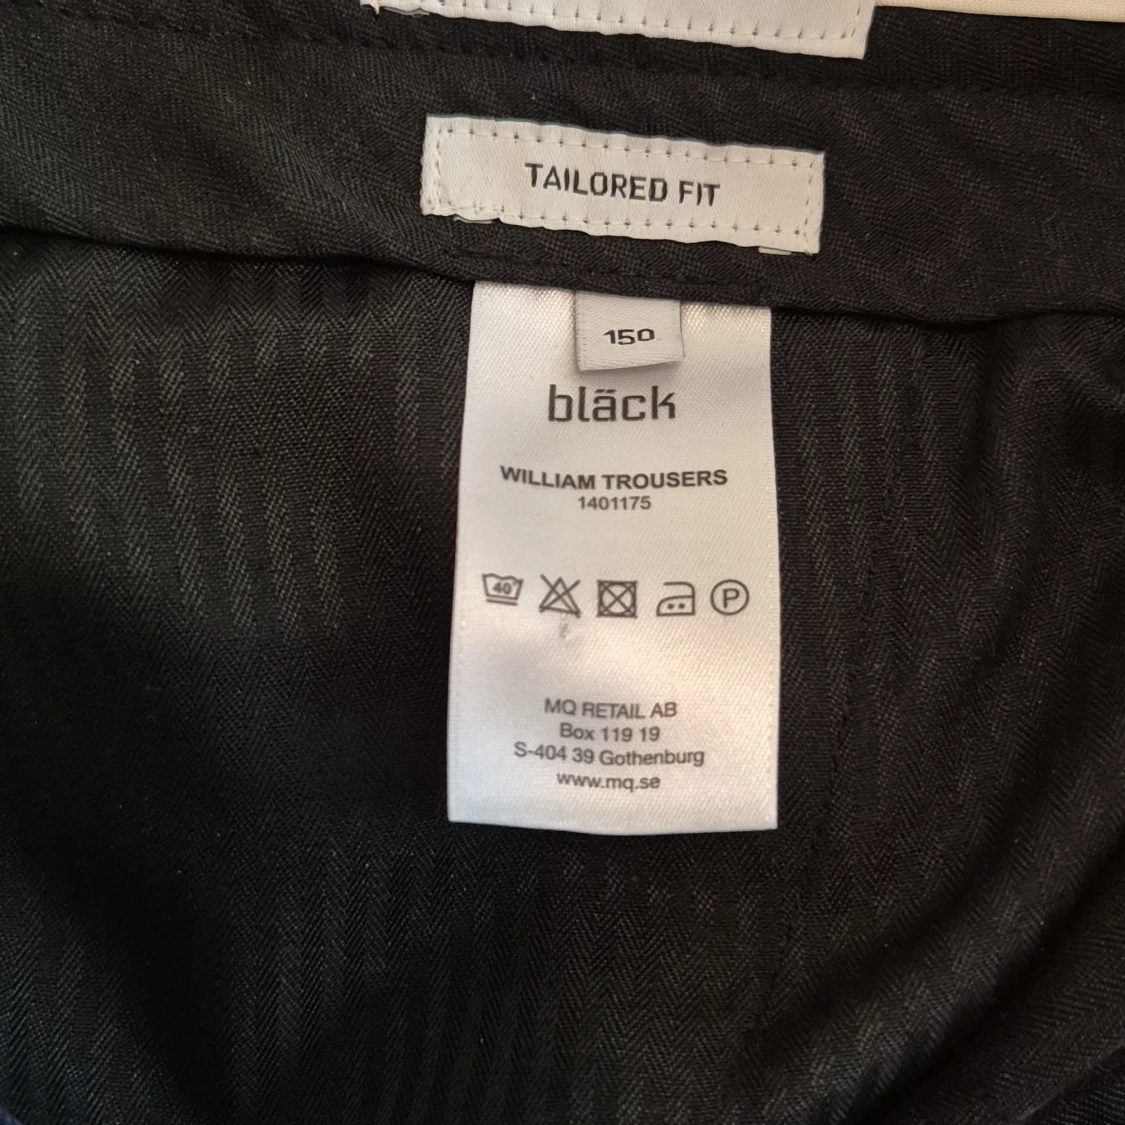 TAILORED FIT
150
bläck
WILLIAM TROUSERS
1401175
40°
P
MQ RETAIL AB
Box 119 19
S-404 39 Gothenburg
www.mq.se